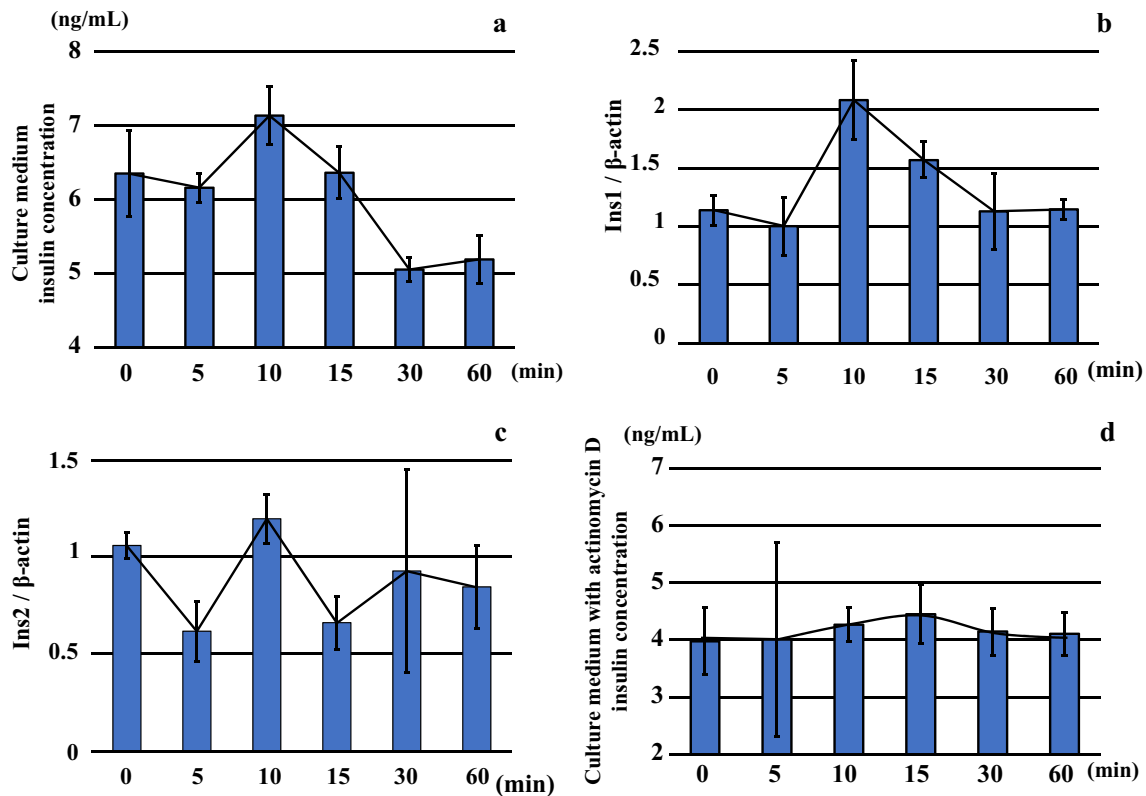 (ng/mL)
a
8
7
6
5
4
Culture medium
insulin concentration
0 5 10 15 30 60 (min)
b
2.5
2
1.5
1
0.5
0
Ins1 / β-actin
0 5 10 15 30 60 (min)
c
1.5
1
0.5
0
Ins2 / β-actin
0 5 10 15 30 60 (min)
(ng/mL)
d
7
6
5
4
3
2
Culture medium with actinomycin D
insulin concentration
0 5 10 15 30 60 (min)